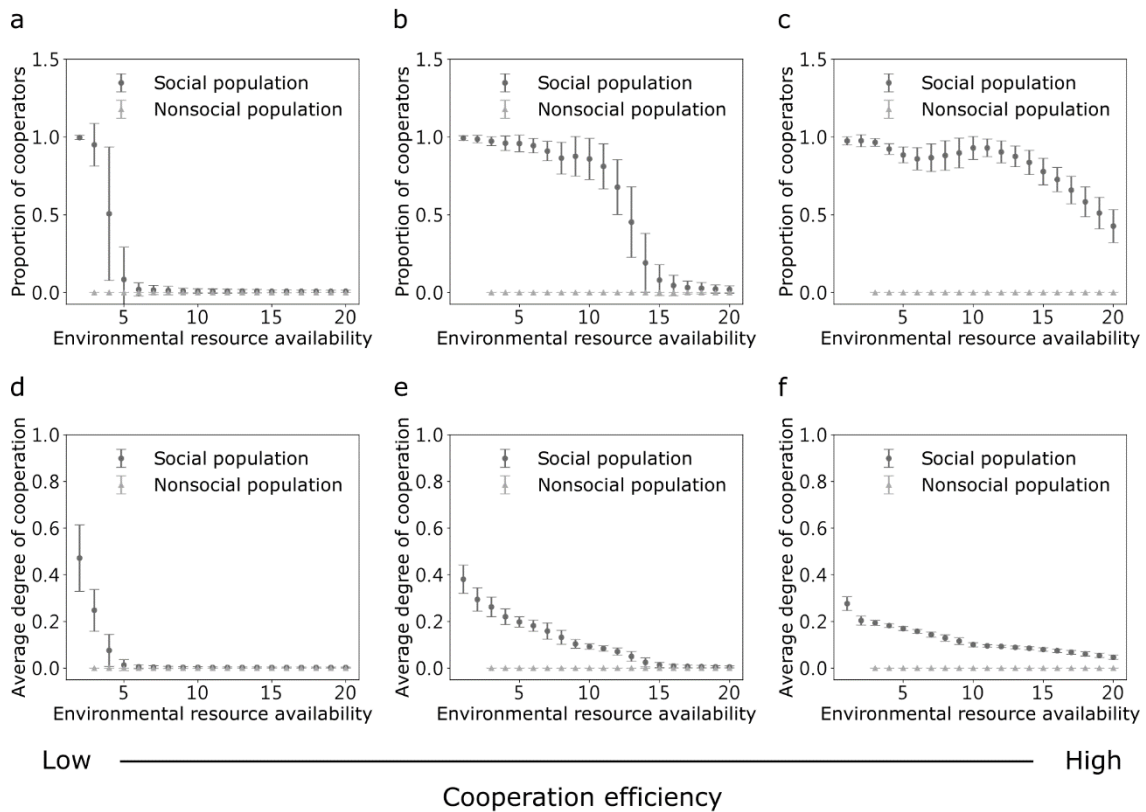 a
Proportion of cooperators
1.5
1.0
0.5
0.0
Social population
Nonsocial population
5 10 15 20
Environmental resource availability
b
Proportion of cooperators
1.5
1.0
0.5
0.0
Social population
Nonsocial population
5 10 15 20
Environmental resource availability
c
Proportion of cooperators
1.5
1.0
0.5
0.0
Social population
Nonsocial population
5 10 15 20
Environmental resource availability
d
Average degree of cooperation
1.0
0.8
0.6
0.4
0.2
0.0
Social population
Nonsocial population
5 10 15 20
Environmental resource availability
e
Average degree of cooperation
1.0
0.8
0.6
0.4
0.2
0.0
Social population
Nonsocial population
5 10 15 20
Environmental resource availability
f
Average degree of cooperation
1.0
0.8
0.6
0.4
0.2
0.0
Social population
Nonsocial population
5 10 15 20
Environmental resource availability
Low High
Cooperation efficiency